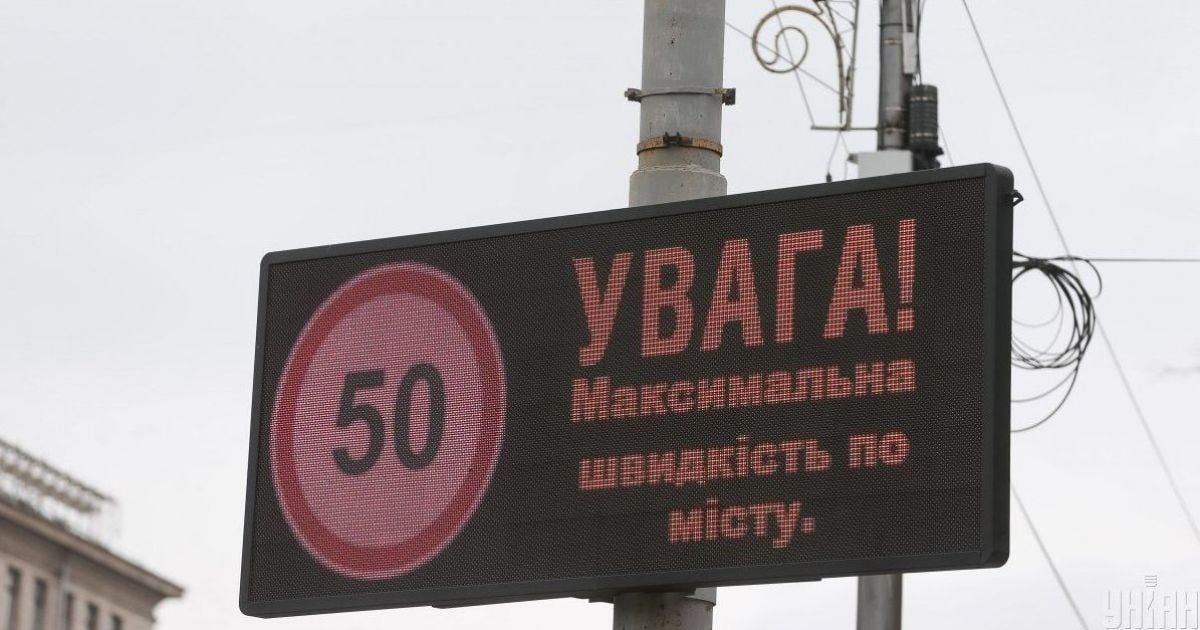 50
УВАГА!
Максимальна
швидкість по
місту.
УНІАН